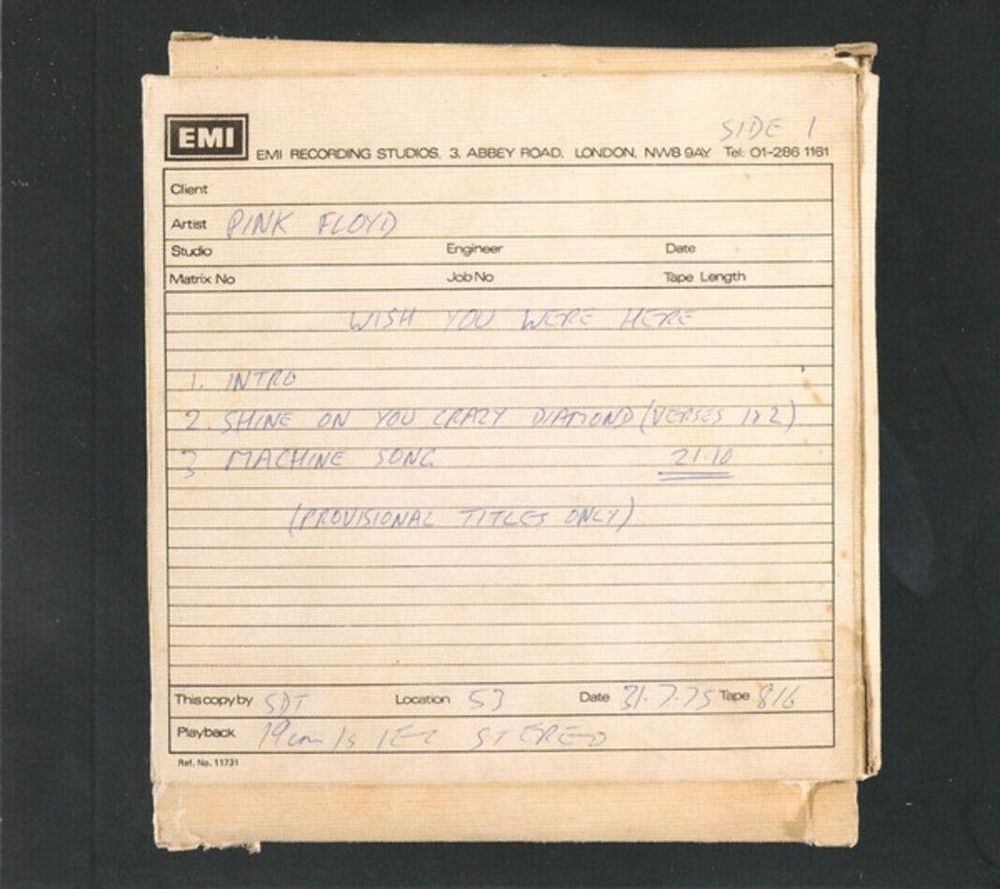 SIDE 1
EMI
EMI RECORDING STUDIOS, 3, ABBEY ROAD, LONDON, NW8 9AY. Tel: 01-286 1161
Client
Artist PINK FLOYD
Studio Engineer Date
Matrix No Job No Tape Length
WISH YOU WERE HERE
1. INTRO
2. SHINE ON YOU CRAZY DIAMOND (VERSES 1&2)
3 MACHINE SONG 21.10
(PROVISIONAL TITLES ONLY)
This copy by SDT Location 53 Date 31.7.75 Tape 816
Playback 19cm/s IEC STEREO
Ref. No. 11731